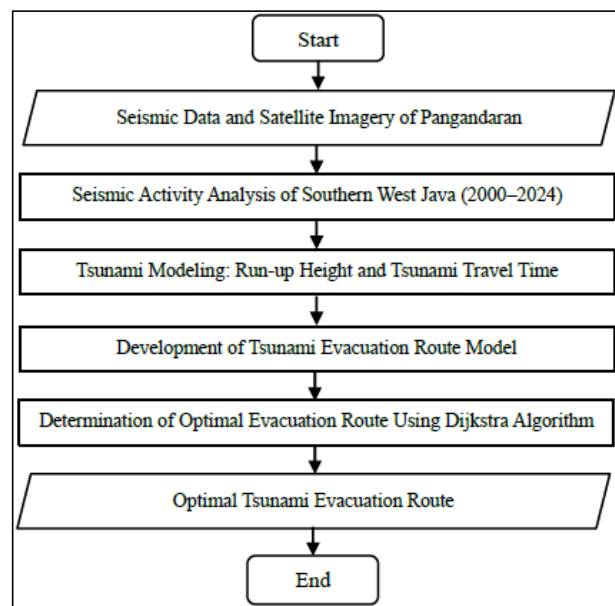 Start
Seismic Data and Satellite Imagery of Pangandaran
Seismic Activity Analysis of Southern West Java (2000–2024)
Tsunami Modeling: Run-up Height and Tsunami Travel Time
Development of Tsunami Evacuation Route Model
Determination of Optimal Evacuation Route Using Dijkstra Algorithm
Optimal Tsunami Evacuation Route
End